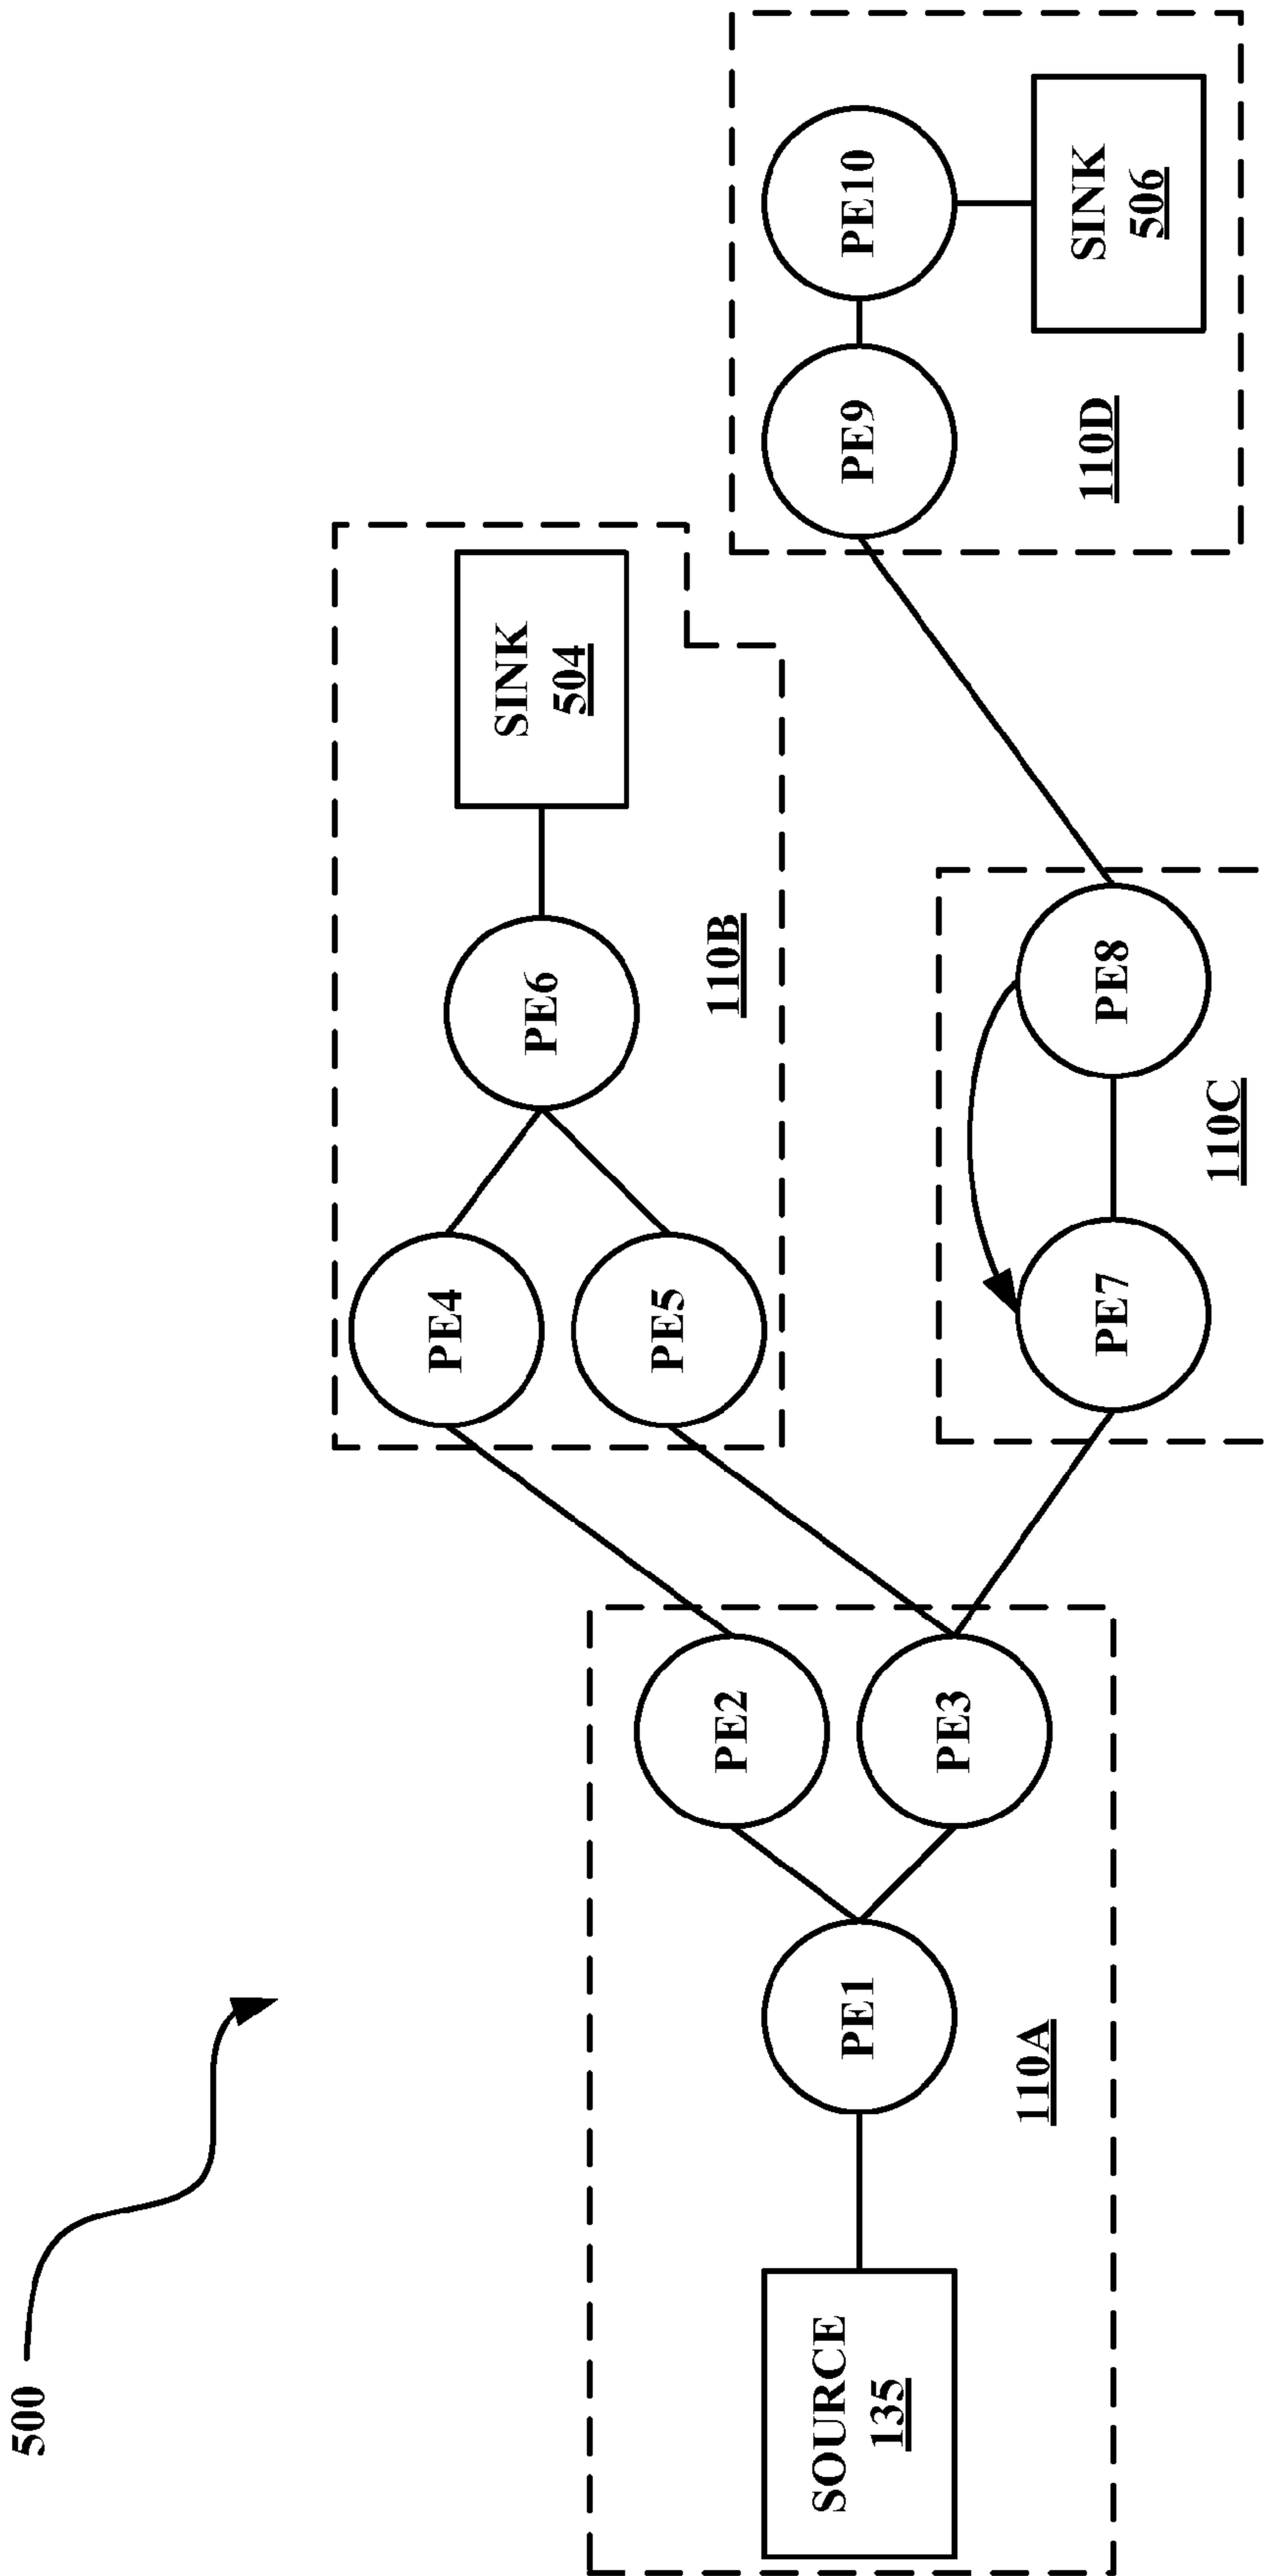 500
SOURCE
135
PE1
110A
PE2
PE3
PE4
PE5
PE6
SINK
504
110B
PE7
PE8
110C
PE9
PE10
SINK
506
110D